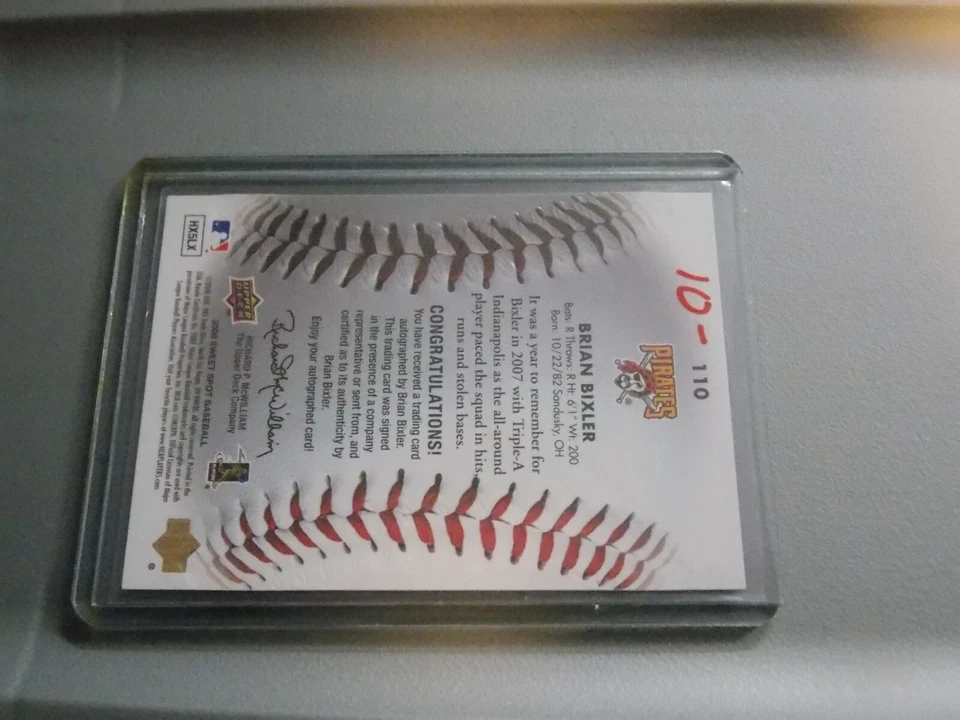 10-
110
PIRATES
BRIAN BIXLER
Bats: R Throws: R Ht: 6'1" Wt: 200
Born: 10/22/82 Sandusky, OH
It was a year to remember for
Bixler in 2007 with Triple-A
Indianapolis as the all-around
player paced the squad in hits,
runs and stolen bases.
CONGRATULATIONS!
You have received a trading card
autographed by Brian Bixler.
This trading card was signed
in the presence of a company
representative or sent from, and
certified as to its authenticity by
Brian Bixler.
Enjoy your autographed card!
Richard P. McWilliam
RICHARD P. McWILLIAM
The Upper Deck Company
UPPER
DECK
2008 SWEET SPOT BASEBALL
HX5LX